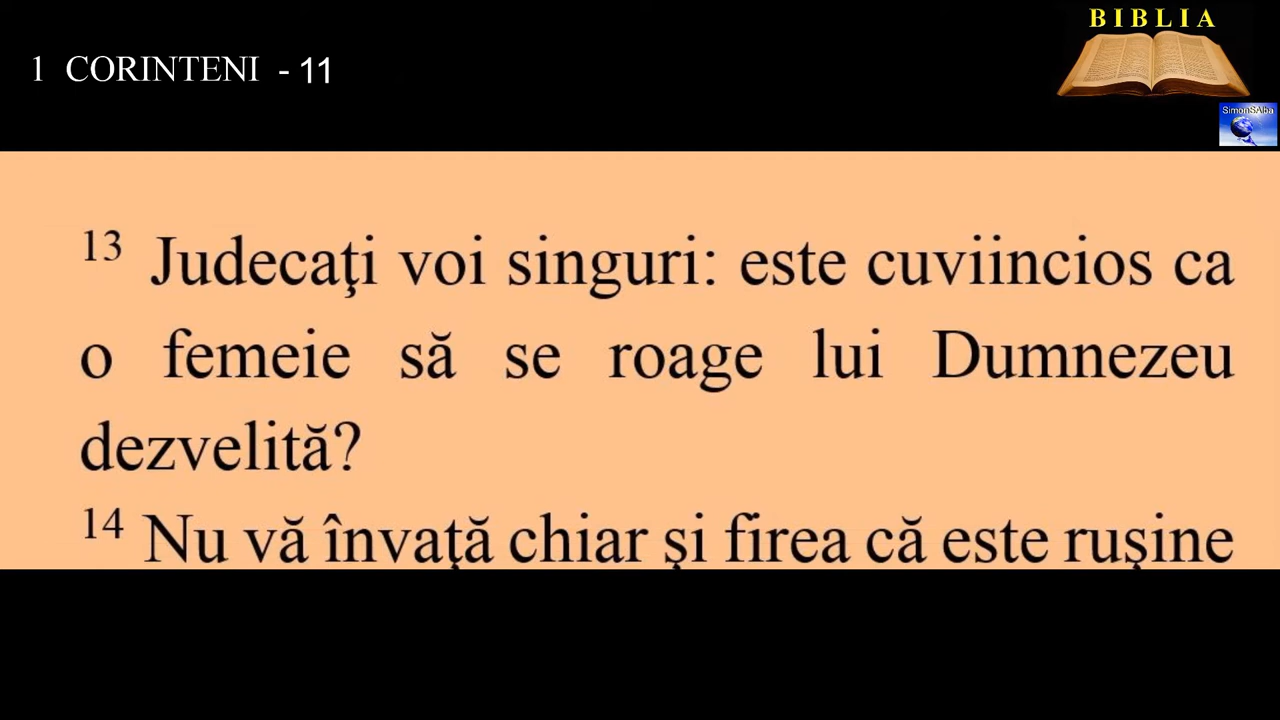 BIBLIA
1 CORINTENI - 11
SimonSAlba
13 Judecaţi voi singuri: este cuviincios ca
o femeie să se roage lui Dumnezeu
dezvelită?
14 Nu vă învaţă chiar şi firea că este ruşine